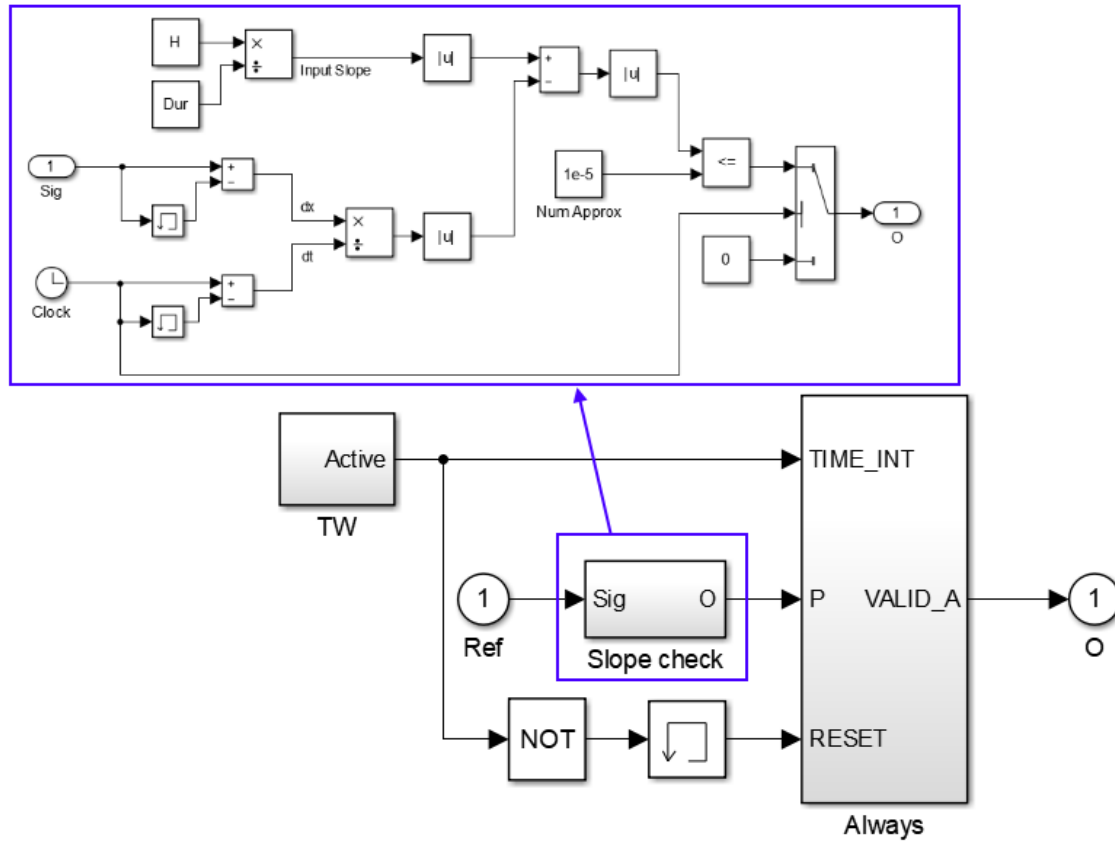 H
×
÷
Input Slope
|u|
+
−
|u|
Dur
1
Sig
+
−
dx
×
÷
|u|
1e-5
Num Approx
<=
1
O
dt
0
Clock
+
−
Active
TW
TIME_INT
1
Ref
Sig O
Slope check
P VALID_A
1
O
NOT
RESET
Always